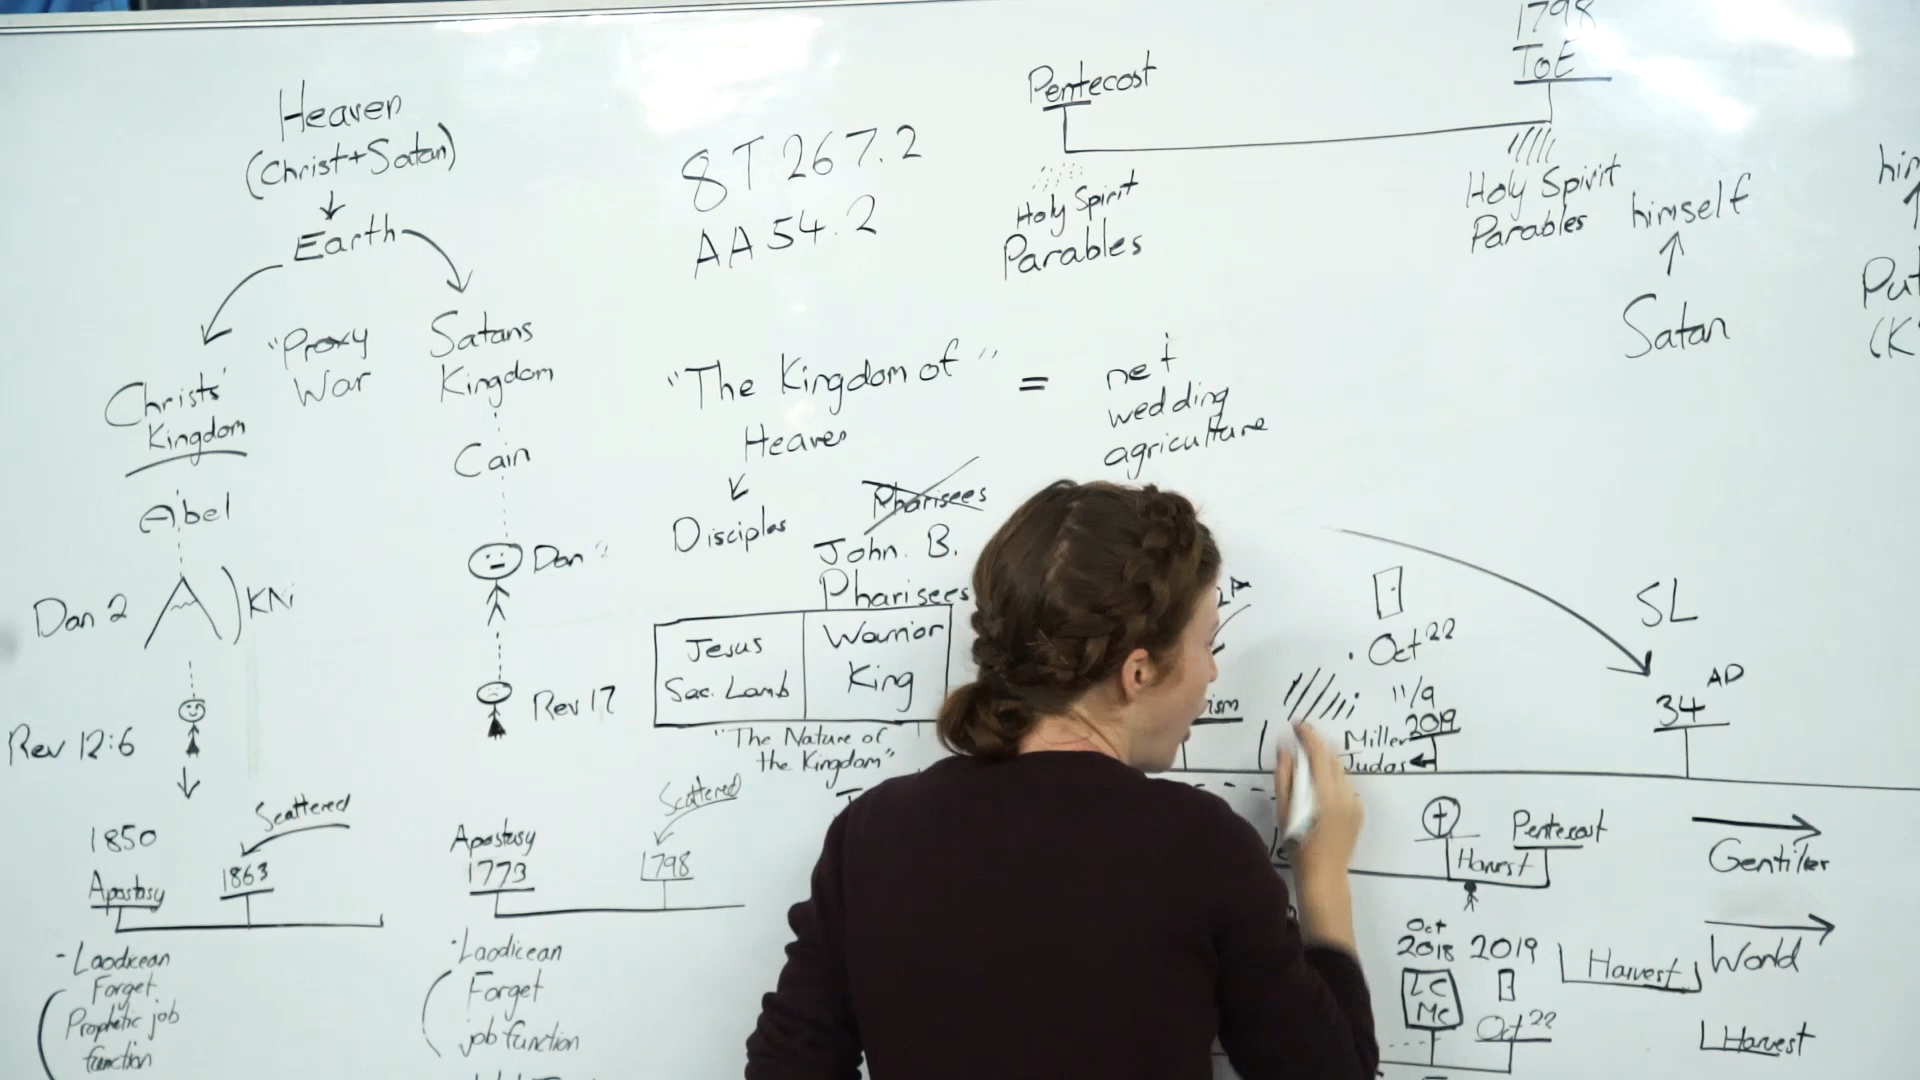 Heaven
(Christ + Satan)
Earth
Christs'
Kingdom
"Proxy
War
Satans
Kingdom
Abel
Cain
Dan 2
KNi
Dan
Rev 12:6
Rev 17
1850
Apostasy
Scattered
1863
- Laodicean
Forget
Prophetic job
function
Apostasy
1773
Scattered
1798
· Laodicean
Forget
job function
8T 267.2
AA 54.2
"The Kingdom of"
Heaven
=
net
wedding
agriculture
Disciples
Pharisees
John. B.
Pharisees
Jesus
Sac. Lamb
Warrior
King
"The Nature of
the Kingdom"
Pentecost
Holy Spirit
Parables
1798
ToE
Holy Spirit
Parables
himself
Satan
him
Put
(K
ism
Oct 22
11/9
2019
Miller
Judas
SL
34 AD
Harvest
Pentecost
Gentiles
Oct
2018
2019
Oct 22
Harvest
World
Harvest